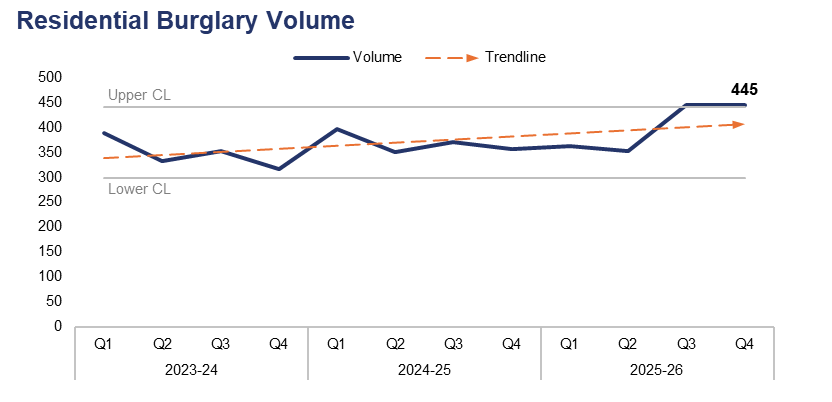 Residential Burglary Volume
Volume Trendline
500
450
400
350
300
250
200
150
100
50
0
Upper CL
Lower CL
445
Q1 Q2 Q3 Q4 Q1 Q2 Q3 Q4 Q1 Q2 Q3 Q4
2023-24 2024-25 2025-26